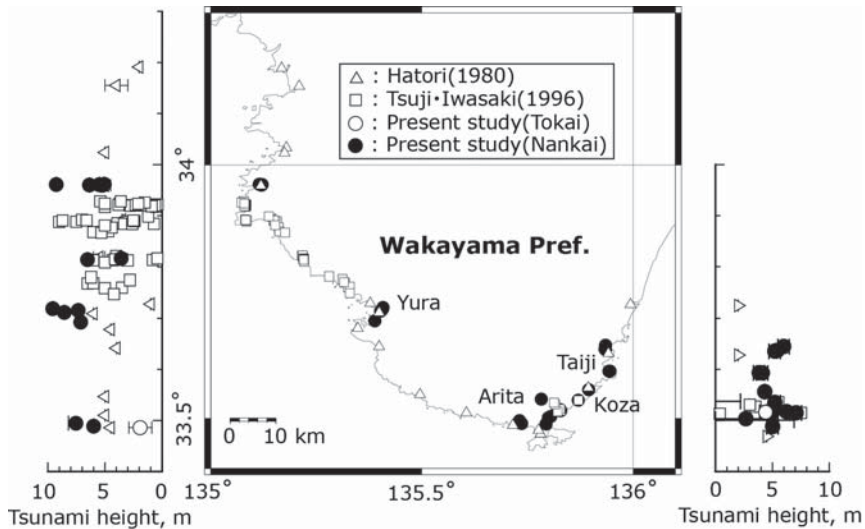 △ : Hatori(1980)
□ : Tsuji・Iwasaki(1996)
○ : Present study(Tokai)
● : Present study(Nankai)
34°
Wakayama Pref.
Yura
Taiji
Arita
Koza
33.5°
0 10 km
135° 135.5° 136°
10 5 0
Tsunami height, m
0 5 10
Tsunami height, m